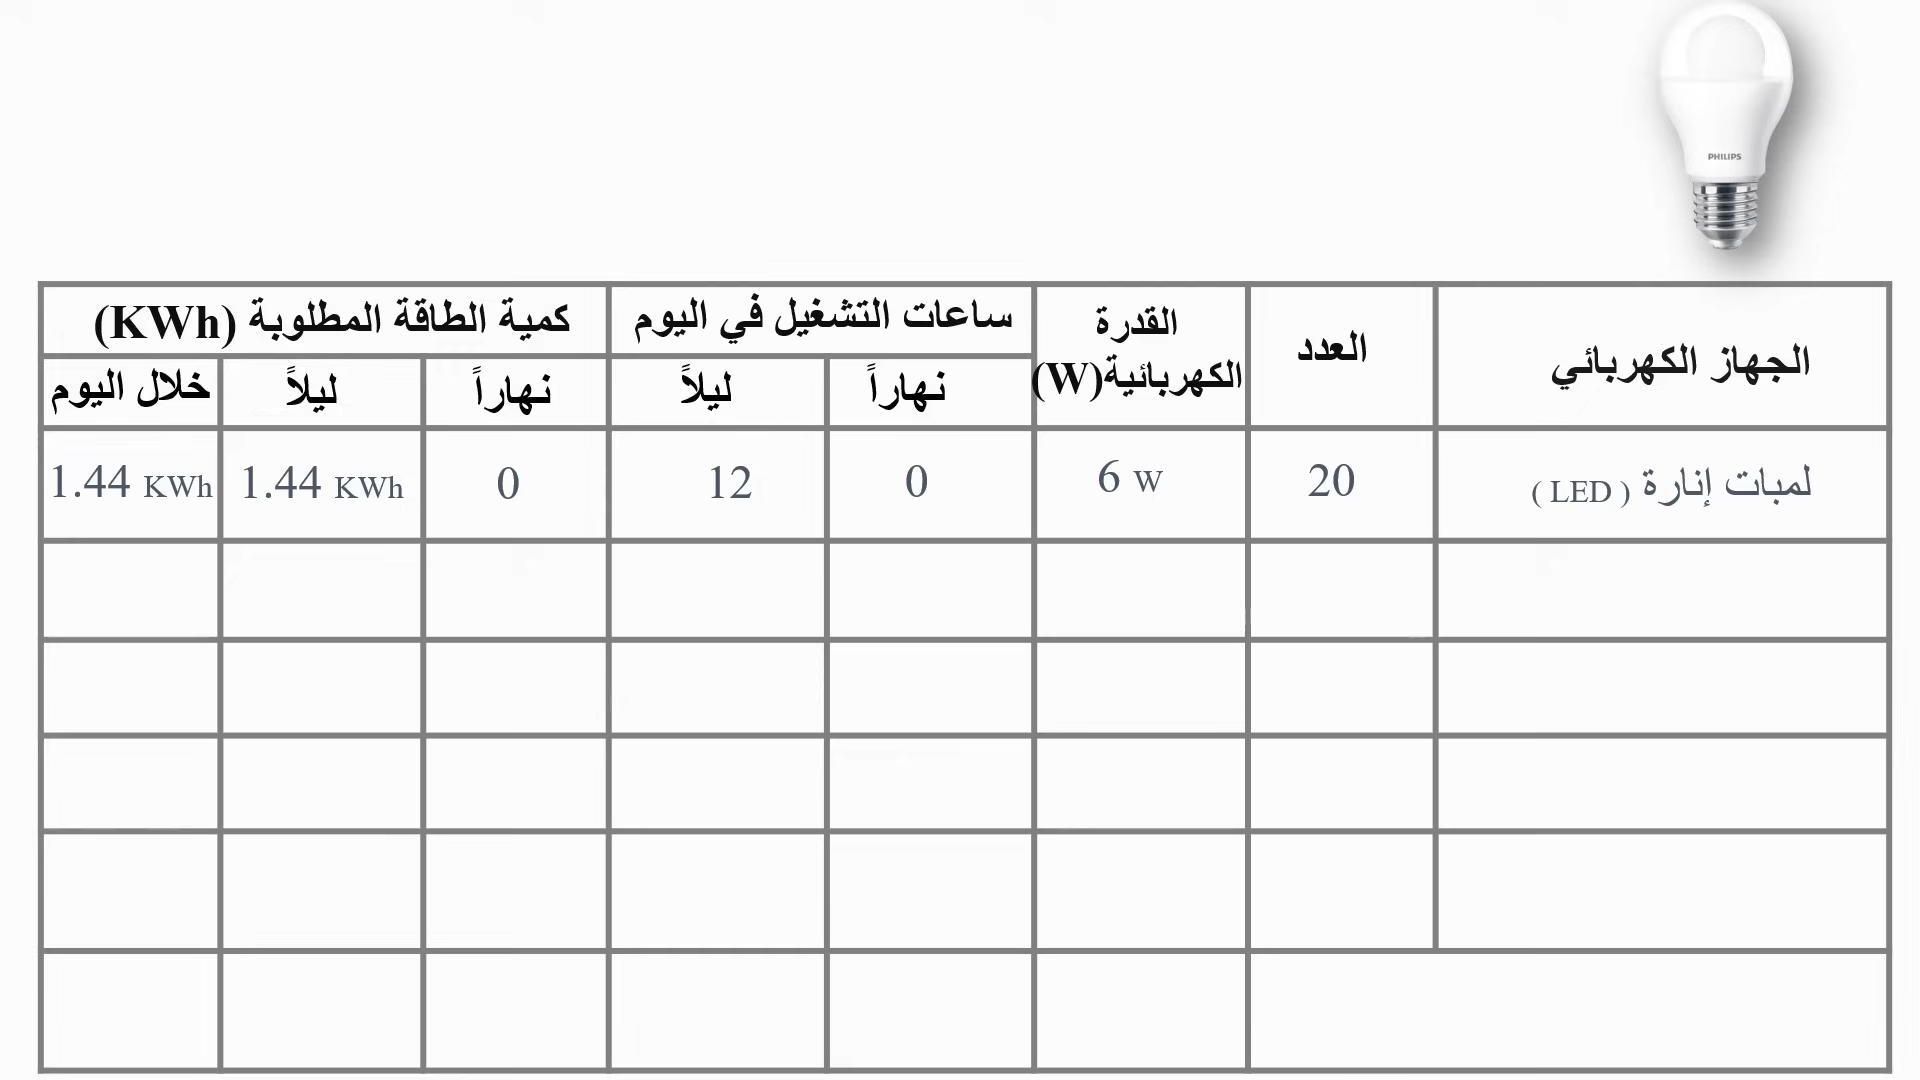 PHILIPS
الجهاز الكهربائي
العدد
القدرة
الكهربائية(W)
ساعات التشغيل في اليوم
كمية الطاقة المطلوبة (KWh)
نهاراً
ليلاً
نهاراً
ليلاً
خلال اليوم
لمبات إنارة ( LED )
20
6 W
0
12
0
1.44 KWh
1.44 KWh